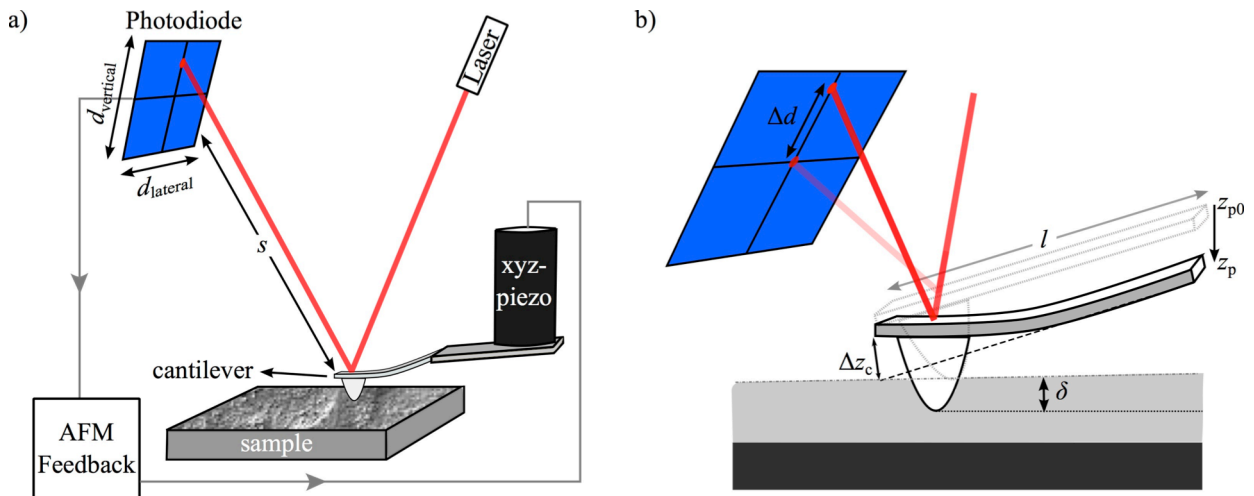 a)
Photodiode
d_vertical
d_lateral
Laser
s
xyz-
piezo
cantilever
sample
AFM
Feedback
b)
Δd
l
z_p0
z_p
Δz_c
δ